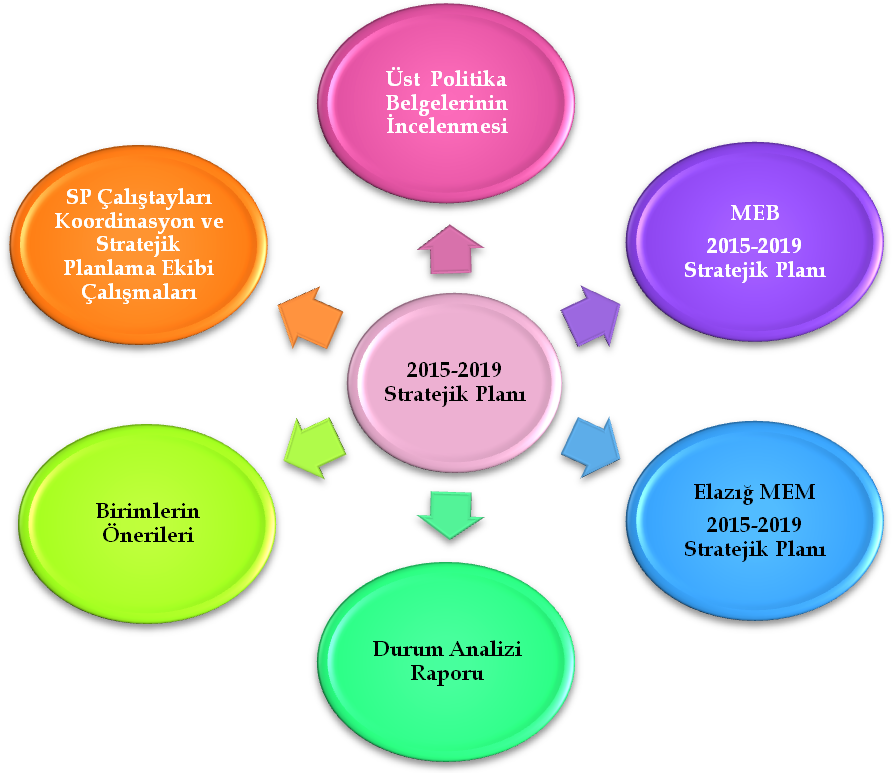 Üst Politika
Belgelerinin
İncelenmesi
SP Çalıştayları
Koordinasyon ve
Stratejik
Planlama Ekibi
Çalışmaları
MEB
2015-2019
Stratejik Planı
2015-2019
Stratejik Planı
Birimlerin
Önerileri
Elazığ MEM
2015-2019
Stratejik Planı
Durum Analizi
Raporu